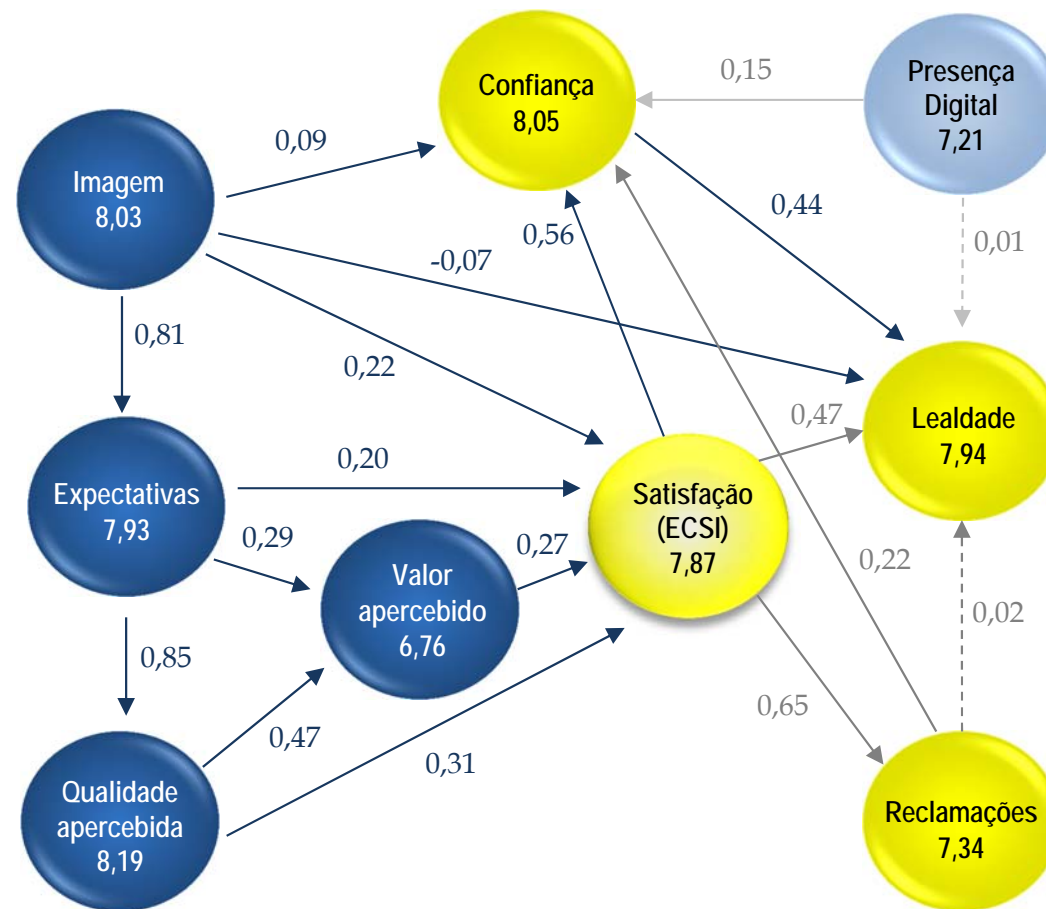 Confiança
8,05
0,15
Presença
Digital
7,21
0,09
Imagem
8,03
0,44
0,56
-0,07
0,01
0,81
0,22
Lealdade
7,94
0,47
0,20
Expectativas
7,93
Satisfação
(ECSI)
7,87
0,29
0,27
Valor
apercebido
6,76
0,22
0,02
0,85
0,65
0,47
0,31
Qualidade
apercebida
8,19
Reclamações
7,34